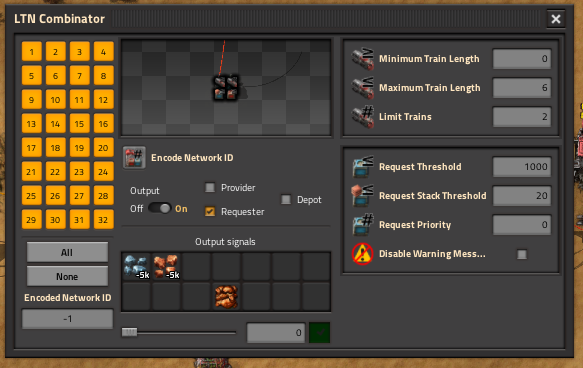 LTN Combinator
1 2 3 4
5 6 7 8
9 10 11 12
13 14 15 16
17 18 19 20
21 22 23 24
25 26 27 28
29 30 31 32
All
None
Encoded Network ID
-1
Encode Network ID
Output
Off On
Provider
Requester
Depot
Output signals
-5k -5k
0
Minimum Train Length 0
Maximum Train Length 6
Limit Trains 2
Request Threshold 1000
Request Stack Threshold 20
Request Priority 0
Disable Warning Mess...